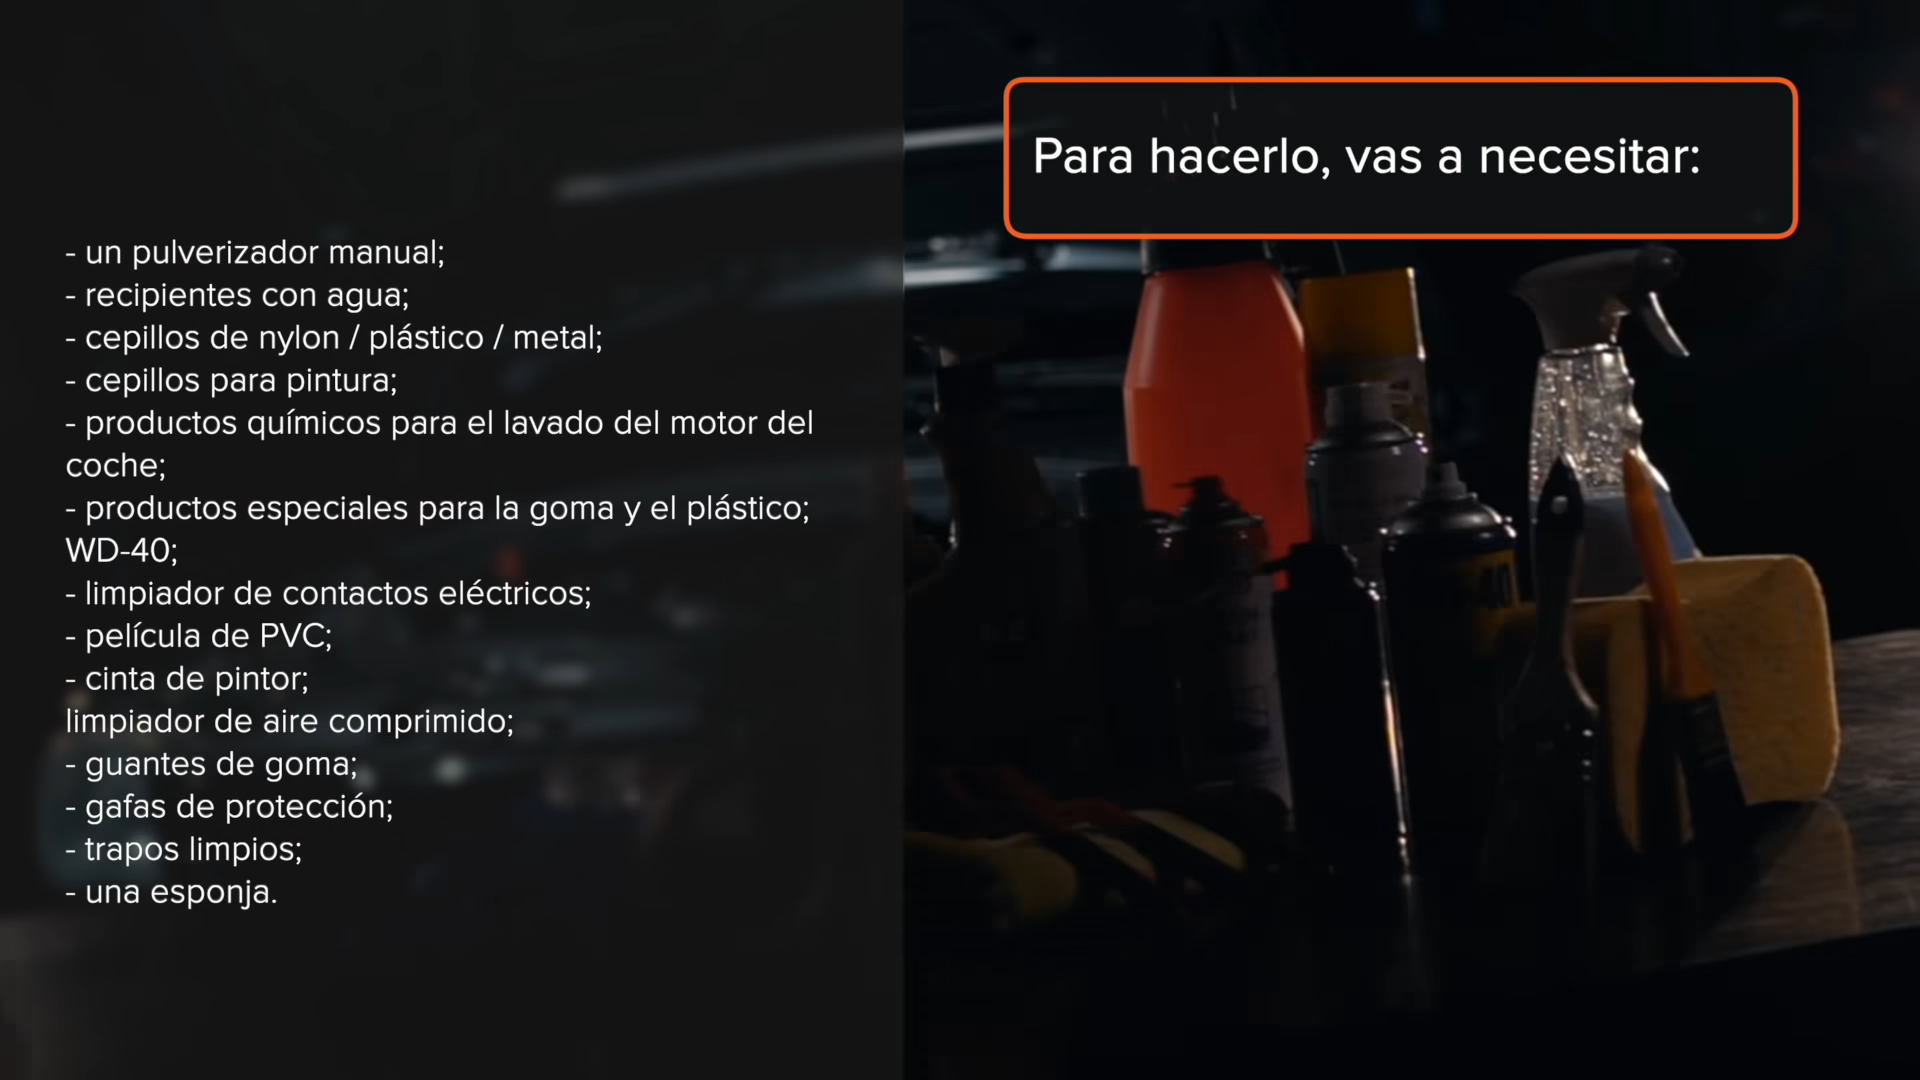 Para hacerlo, vas a necesitar:
- un pulverizador manual;
- recipientes con agua;
- cepillos de nylon / plástico / metal;
- cepillos para pintura;
- productos químicos para el lavado del motor del
coche;
- productos especiales para la goma y el plástico;
WD-40;
- limpiador de contactos eléctricos;
- película de PVC;
- cinta de pintor;
limpiador de aire comprimido;
- guantes de goma;
- gafas de protección;
- trapos limpios;
- una esponja.